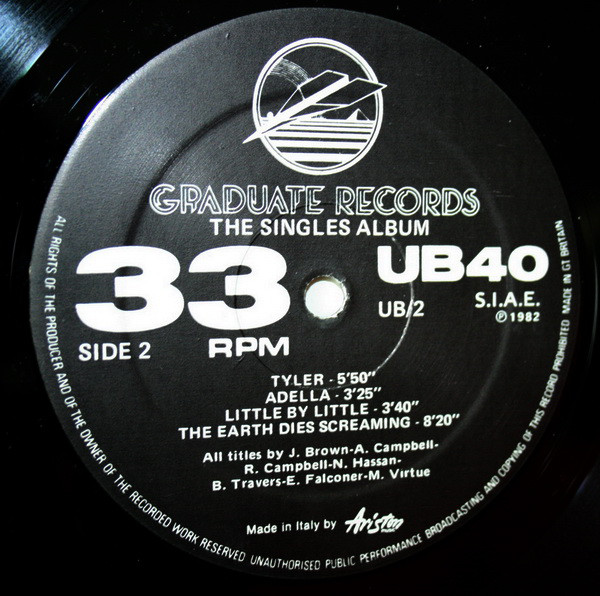 GRADUATE RECORDS
THE SINGLES ALBUM
33
UB40
UB/2
S.I.A.E.
℗1982
SIDE 2
RPM
TYLER - 5'50"
ADELLA - 3'25"
LITTLE BY LITTLE - 3'40"
THE EARTH DIES SCREAMING - 8'20"
All titles by J. Brown-A. Campbell-
R. Campbell-N. Hassan-
B. Travers-E. Falconer-M. Virtue
Made in Italy by Ariston
ALL RIGHTS OF THE PRODUCER AND OF THE OWNER OF THE RECORDED WORK RESERVED UNAUTHORISED PUBLIC PERFORMANCE BROADCASTING AND COPYING OF THIS RECORD PROHIBITED MADE IN GT BRITAIN